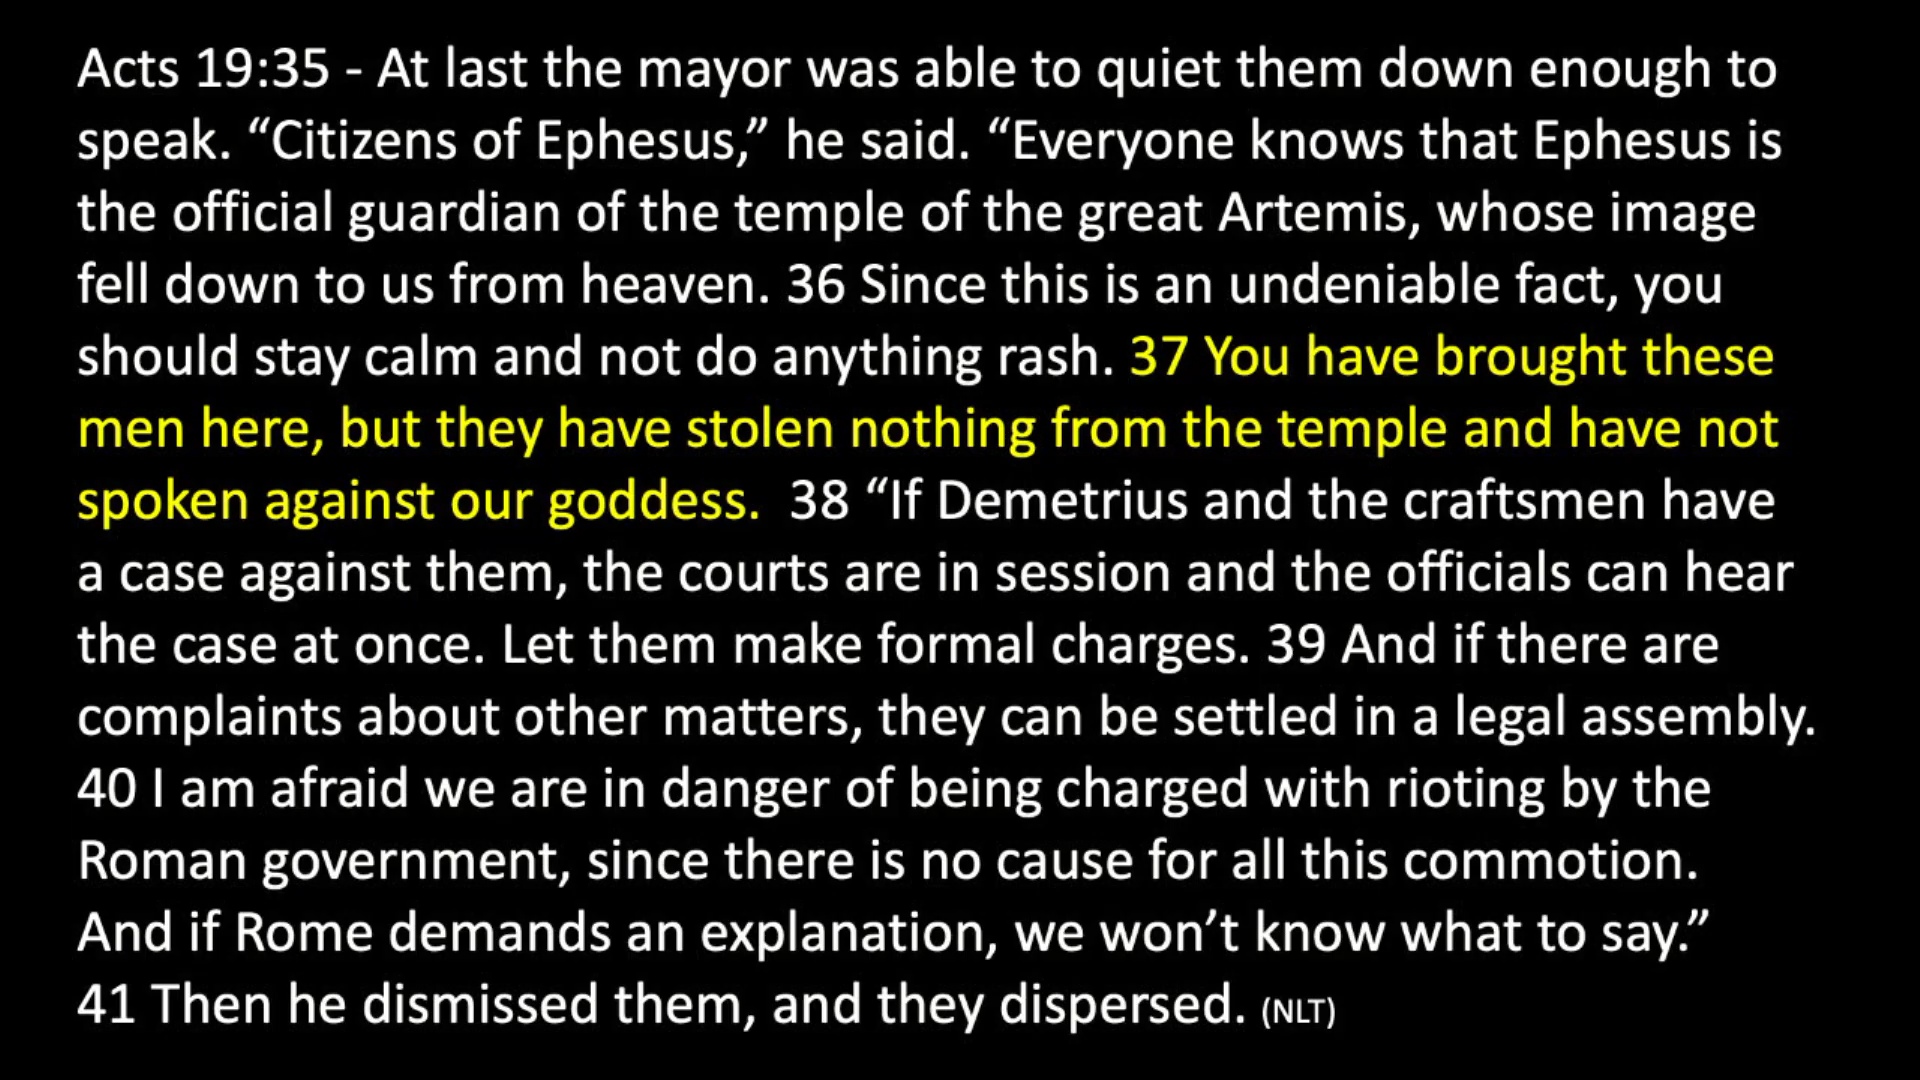 Acts 19:35 - At last the mayor was able to quiet them down enough to
speak. “Citizens of Ephesus,” he said. “Everyone knows that Ephesus is
the official guardian of the temple of the great Artemis, whose image
fell down to us from heaven. 36 Since this is an undeniable fact, you
should stay calm and not do anything rash. 37 You have brought these
men here, but they have stolen nothing from the temple and have not
spoken against our goddess.  38 “If Demetrius and the craftsmen have
a case against them, the courts are in session and the officials can hear
the case at once. Let them make formal charges. 39 And if there are
complaints about other matters, they can be settled in a legal assembly.
40 I am afraid we are in danger of being charged with rioting by the
Roman government, since there is no cause for all this commotion.
And if Rome demands an explanation, we won’t know what to say.”
41 Then he dismissed them, and they dispersed. (NLT)